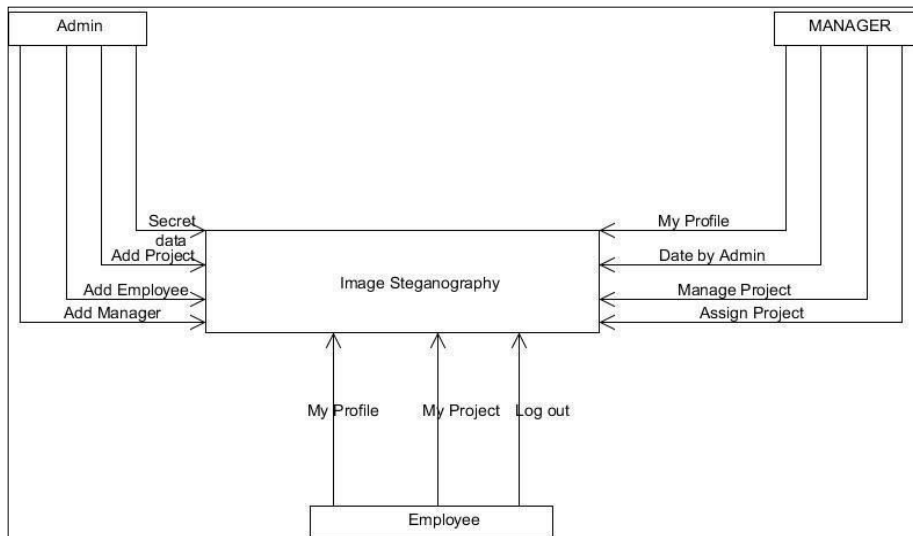 Admin
MANAGER
Secret
data
My Profile
Add Project
Date by Admin
Image Steganography
Add Employee
Manage Project
Add Manager
Assign Project
My Profile
My Project
Log out
Employee